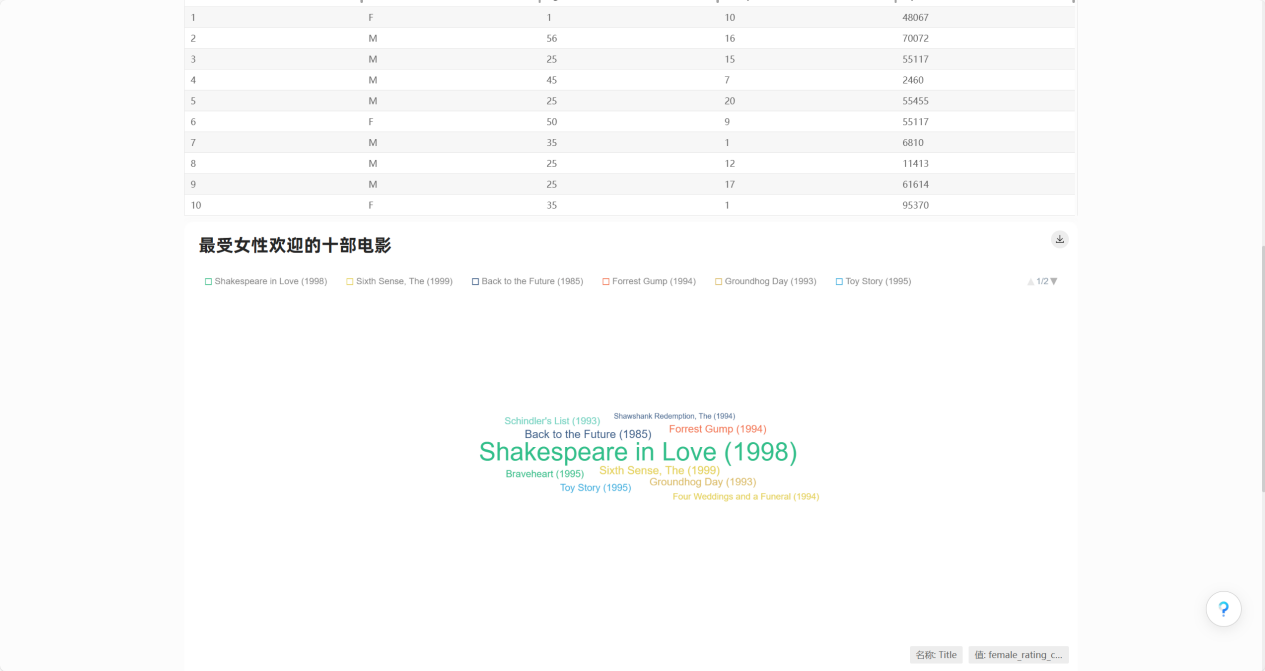 1 F 1 10 48067
2 M 56 16 70072
3 M 25 15 55117
4 M 45 7 2460
5 M 25 20 55455
6 F 50 9 55117
7 M 35 1 6810
8 M 25 12 11413
9 M 25 17 61614
10 F 35 1 95370
最受女性欢迎的十部电影
Shakespeare in Love (1998) Sixth Sense, The (1999) Back to the Future (1985) Forrest Gump (1994) Groundhog Day (1993) Toy Story (1995) 1/2
Shawshank Redemption, The (1994)
Schindler's List (1993)
Forrest Gump (1994)
Back to the Future (1985)
Shakespeare in Love (1998)
Sixth Sense, The (1999)
Braveheart (1995)
Groundhog Day (1993)
Toy Story (1995)
Four Weddings and a Funeral (1994)
名称: Title 值: female_rating_c...
?